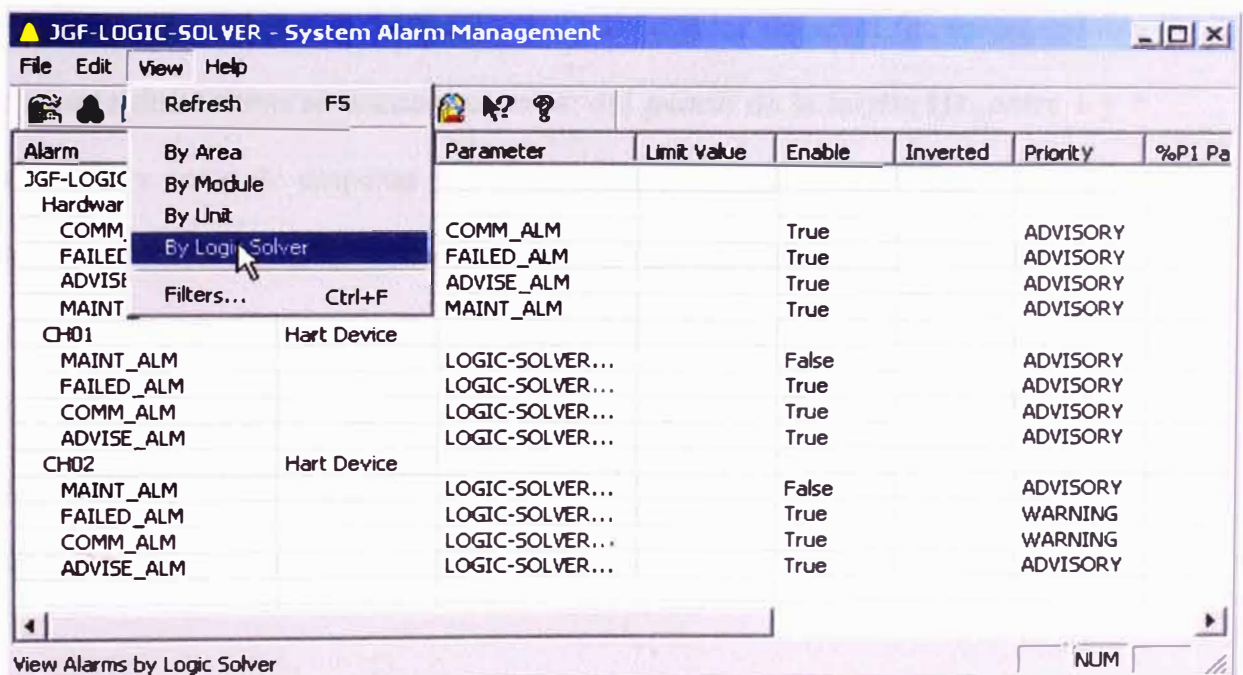 JGF-LOGIC-SOLVER - System Alarm Management
File Edit View Help
Refresh F5
By Area
By Module
By Unit
By Logic Solver
Filters... Ctrl+F
Alarm Parameter Limit Value Enable Inverted Priority %P1 Pa
JGF-LOGIC
Hardwar
COMM_ COMM_ALM True ADVISORY
FAILED FAILED_ALM True ADVISORY
ADVISE ADVISE_ALM True ADVISORY
MAINT MAINT_ALM True ADVISORY
CH01 Hart Device
MAINT_ALM LOGIC-SOLVER... False ADVISORY
FAILED_ALM LOGIC-SOLVER... True ADVISORY
COMM_ALM LOGIC-SOLVER... True ADVISORY
ADVISE_ALM LOGIC-SOLVER... True ADVISORY
CH02 Hart Device
MAINT_ALM LOGIC-SOLVER... False ADVISORY
FAILED_ALM LOGIC-SOLVER... True WARNING
COMM_ALM LOGIC-SOLVER... True WARNING
ADVISE_ALM LOGIC-SOLVER... True ADVISORY
View Alarms by Logic Solver NUM